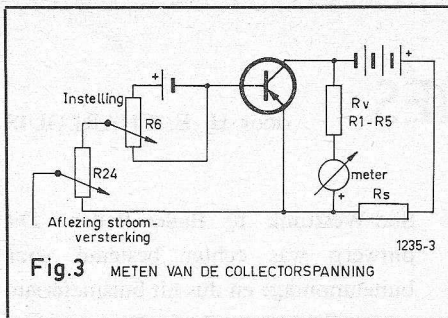 Instelling
R6
R24
Aflezing stroom-
versterking
+
+
Rv
R1-R5
meter
+
Rs
1235-3
Fig.3 METEN VAN DE COLLECTORSPANNING